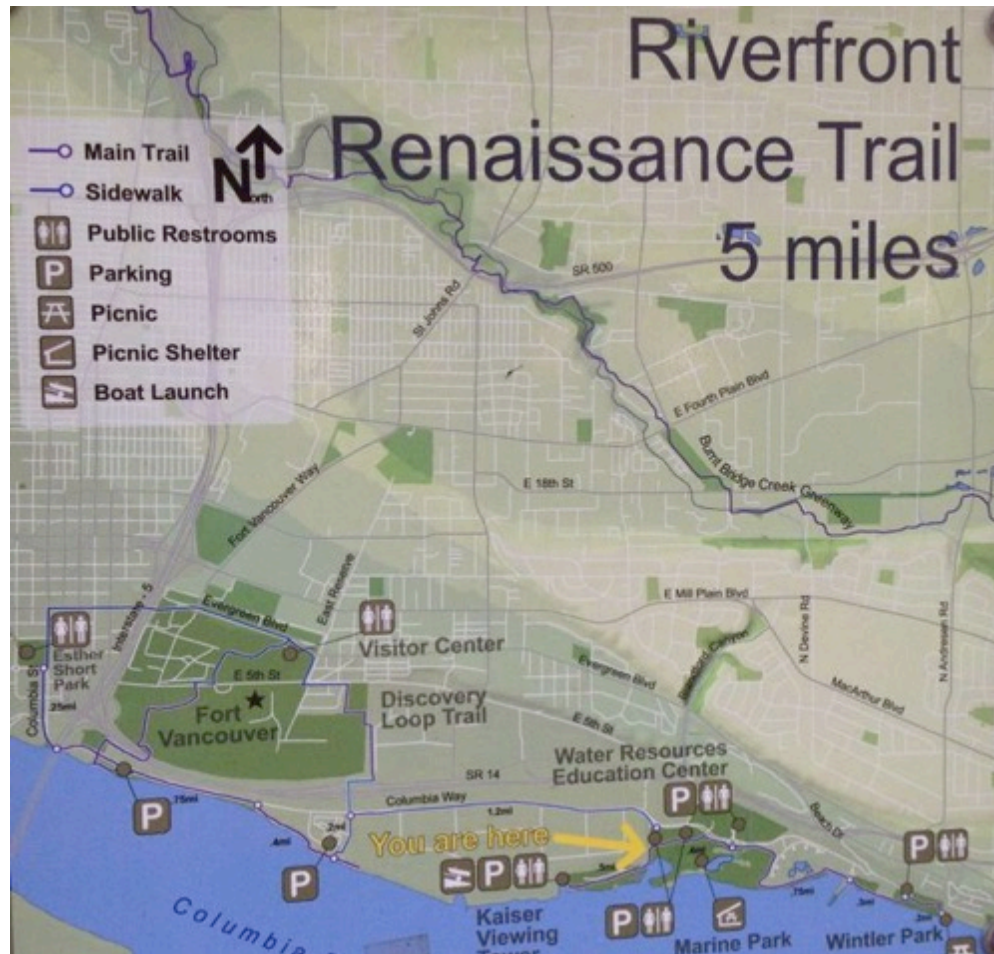 Riverfront
Renaissance Trail
5 miles
Main Trail
Sidewalk
North
Public Restrooms
P Parking
Picnic
Picnic Shelter
Boat Launch
SR 500
St Johns Rd
E Fourth Plain Blvd
Burnt Bridge Creek Greenway
E 18th St
Fort Vancouver Way
East Reserve
Interstate - 5
Evergreen Blvd
E Mill Plain Blvd
N Devine Rd
N Andresen Rd
MacArthur Blvd
Visitor Center
Esther
Short
Park
Columbia St
.25mi
E 5th St
Fort
Vancouver
Discovery
Loop Trail
Evergreen Blvd
E 5th St
Water Resources
Education Center
SR 14
Columbia Way
1.2mi
P
.75mi
.4mi
.2mi
P
You are here
P
P
Beach Dr
P
.5mi
.75mi
P
Kaiser
Viewing
Tower
Marine Park
Wintler Park
Columbia